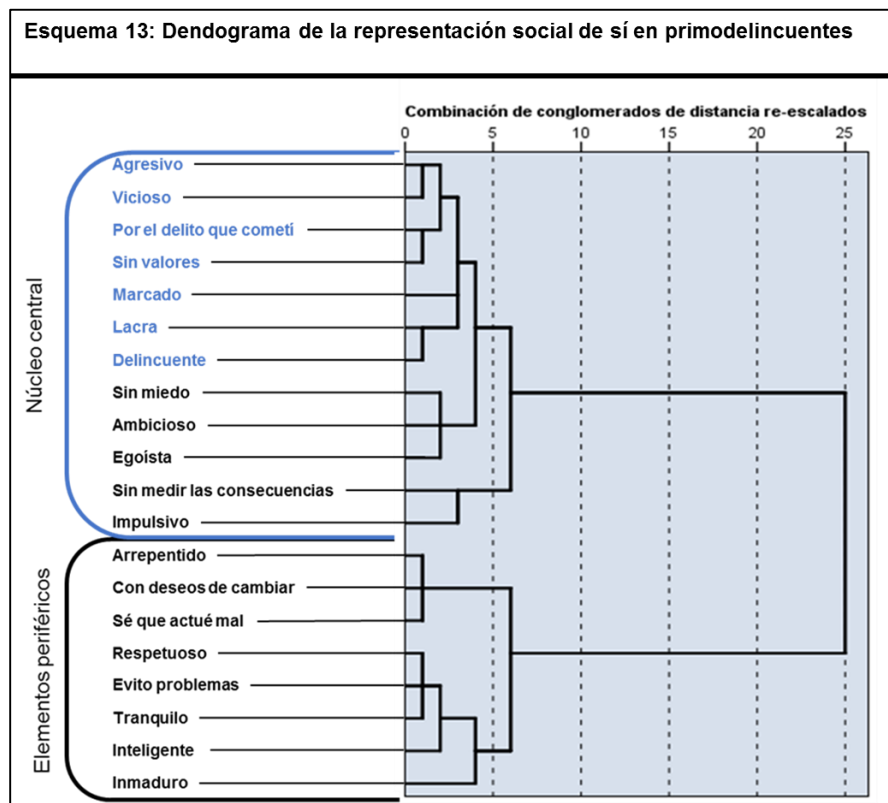 Esquema 13: Dendograma de la representación social de sí en primodelincuentes
Combinación de conglomerados de distancia re-escalados
0 5 10 15 20 25
Núcleo central
Agresivo
Vicioso
Por el delito que cometí
Sin valores
Marcado
Lacra
Delincuente
Sin miedo
Ambicioso
Egoísta
Sin medir las consecuencias
Impulsivo
Elementos periféricos
Arrepentido
Con deseos de cambiar
Sé que actué mal
Respetuoso
Evito problemas
Tranquilo
Inteligente
Inmaduro